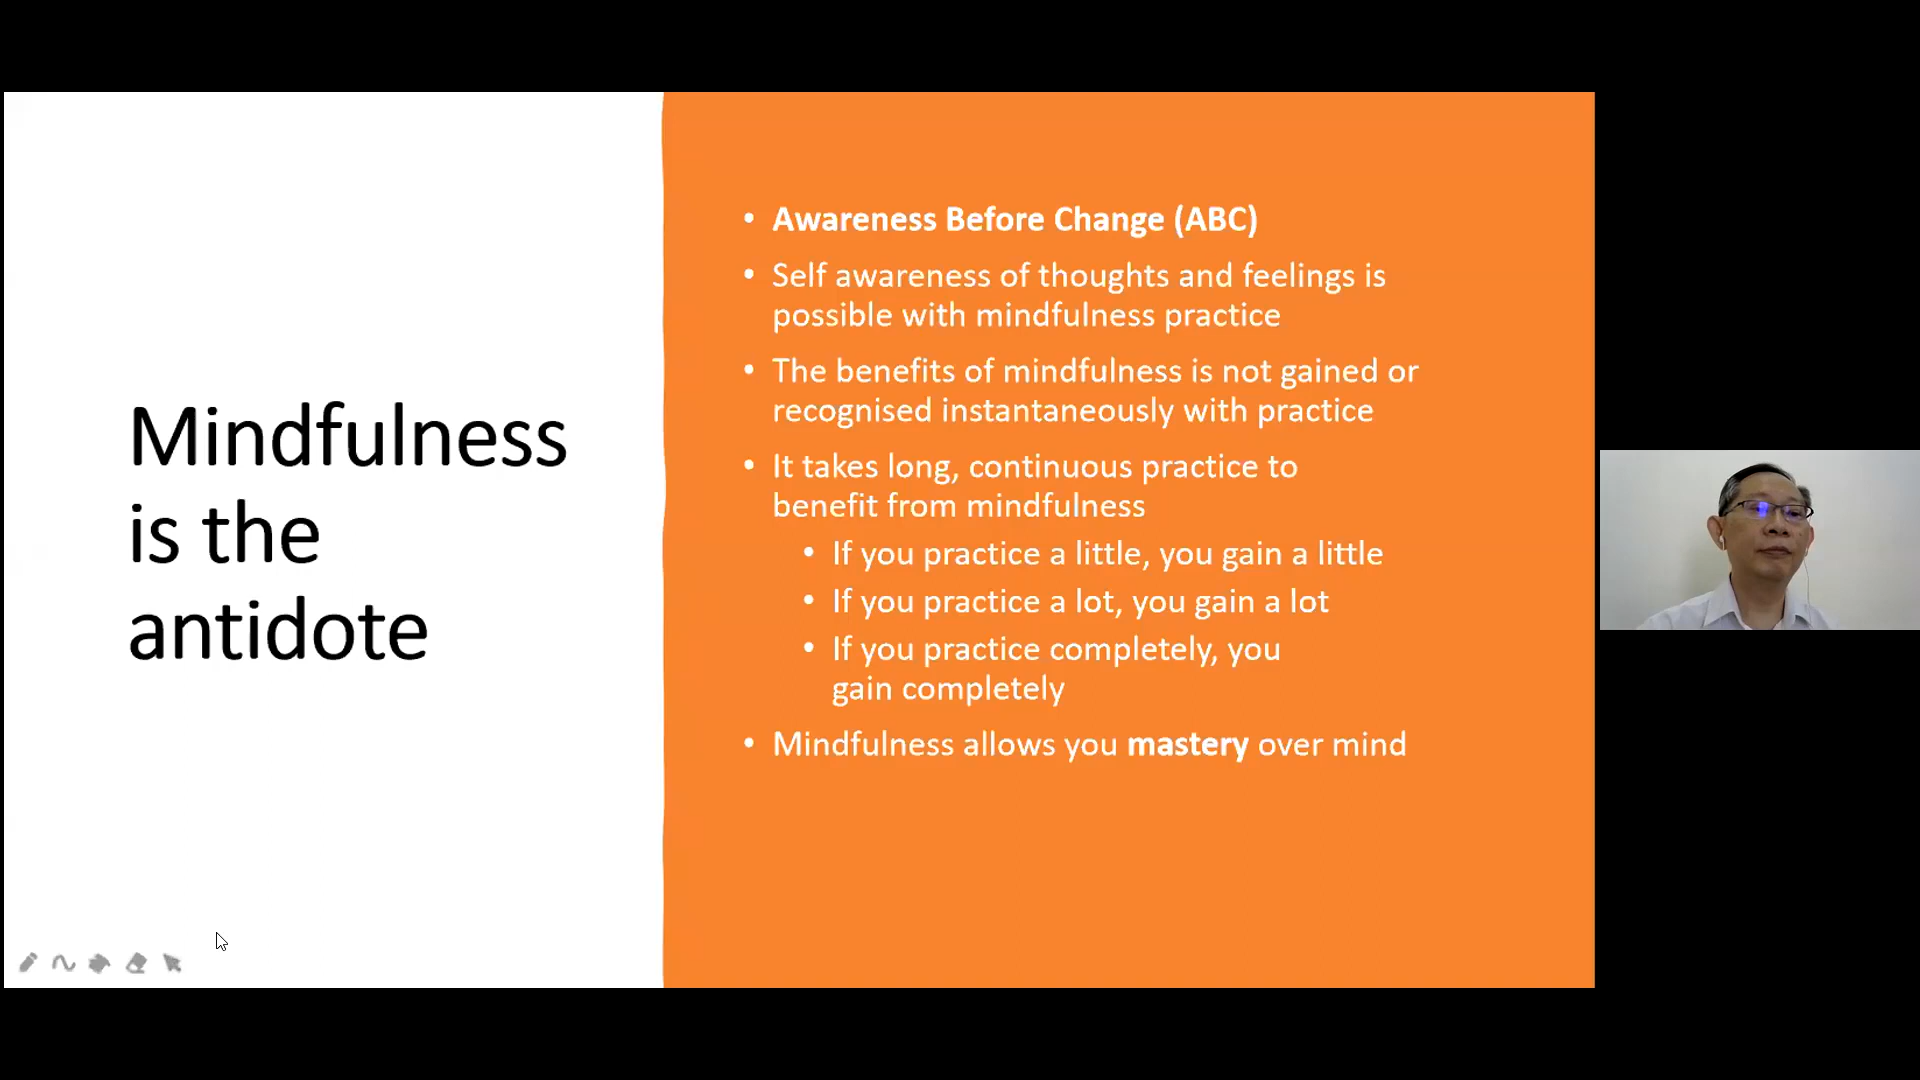 Mindfulness
is the
antidote
• Awareness Before Change (ABC)
• Self awareness of thoughts and feelings is
possible with mindfulness practice
• The benefits of mindfulness is not gained or
recognised instantaneously with practice
• It takes long, continuous practice to
benefit from mindfulness
• If you practice a little, you gain a little
• If you practice a lot, you gain a lot
• If you practice completely, you
gain completely
• Mindfulness allows you mastery over mind